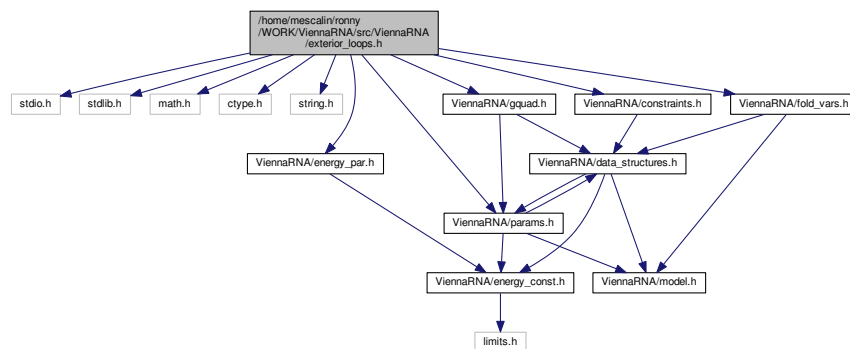 /home/mescalin/ronny
/WORK/ViennaRNA/src/ViennaRNA
/exterior_loops.h
stdio.h
stdlib.h
math.h
ctype.h
string.h
ViennaRNA/gquad.h
ViennaRNA/constraints.h
ViennaRNA/fold_vars.h
ViennaRNA/energy_par.h
ViennaRNA/data_structures.h
ViennaRNA/params.h
ViennaRNA/energy_const.h
ViennaRNA/model.h
limits.h